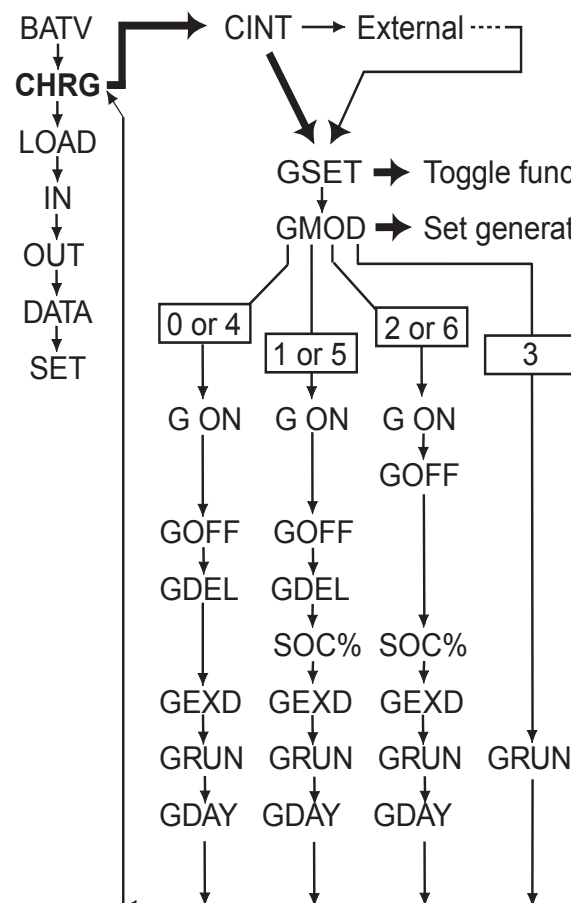 BATV
CINT
External
CHRG
LOAD
IN
OUT
DATA
SET
GSET
Toggle func
GMOD
Set generat
0 or 4
1 or 5
2 or 6
3
G ON
G ON
G ON
GOFF
GOFF
GOFF
GDEL
GDEL
SOC%
SOC%
GEXD
GEXD
GEXD
GRUN
GRUN
GRUN
GRUN
GDAY
GDAY
GDAY